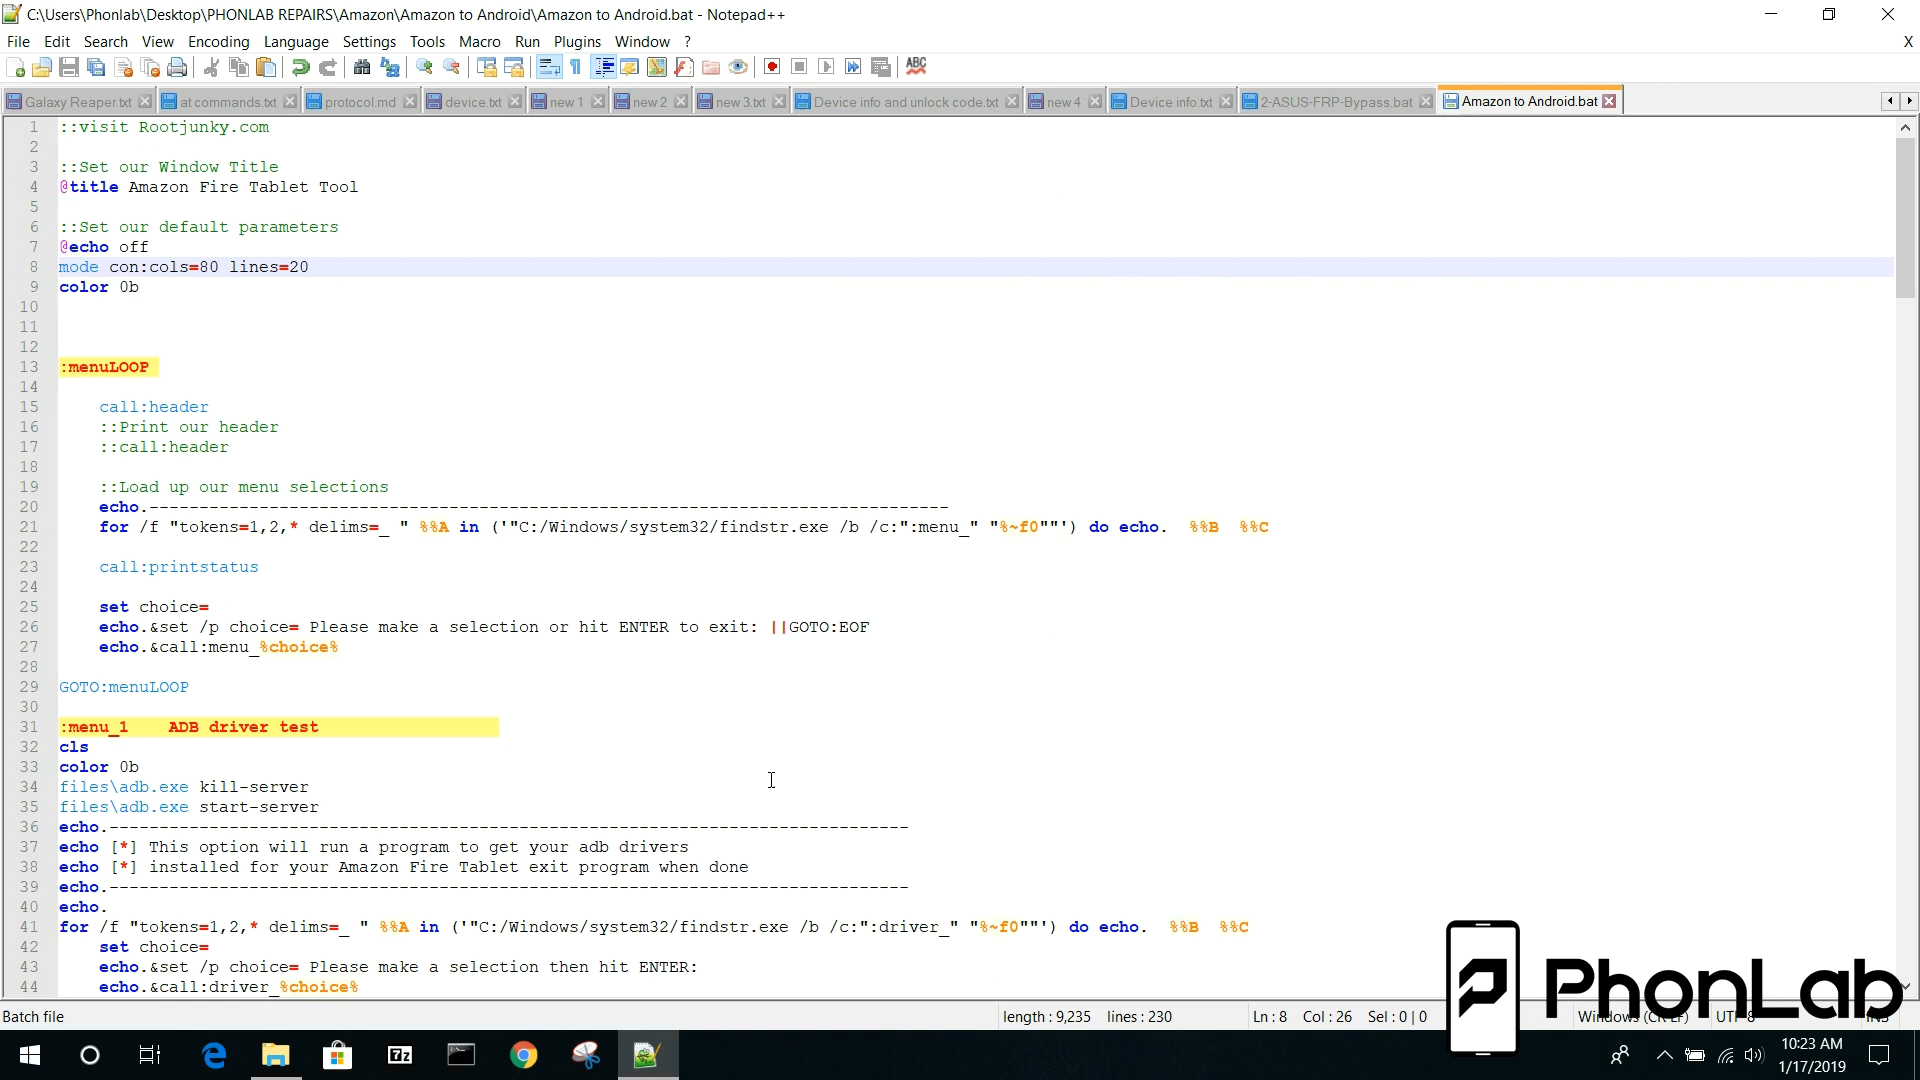 C:\Users\Phonlab\Desktop\PHONLAB REPAIRS\Amazon\Amazon to Android\Amazon to Android.bat - Notepad++
File Edit Search View Encoding Language Settings Tools Macro Run Plugins Window ? X
ABC
Galaxy Reaper.txt at commands.txt protocol.md device.txt new 1 new 2 new 3.txt Device info and unlock code.txt new 4 Device info.txt 2-ASUS-FRP-Bypass.bat Amazon to Android.bat
1 ::visit Rootjunky.com
2
3 ::Set our Window Title
4 @title Amazon Fire Tablet Tool
5
6 ::Set our default parameters
7 @echo off
8 mode con:cols=80 lines=20
9 color 0b
10
11
12
13 :menuLOOP
14
15 call:header
16 ::Print our header
17 ::call:header
18
19 ::Load up our menu selections
20 echo.--------------------------------------------------------------------------------
21 for /f "tokens=1,2,* delims=_ " %%A in ('"C:/Windows/system32/findstr.exe /b /c:":menu_" "%~f0""') do echo.  %%B  %%C
22
23 call:printstatus
24
25 set choice=
26 echo.&set /p choice= Please make a selection or hit ENTER to exit: ||GOTO:EOF
27 echo.&call:menu_%choice%
28
29 GOTO:menuLOOP
30
31 :menu_1    ADB driver test
32 cls
33 color 0b
34 files\adb.exe kill-server
35 files\adb.exe start-server
36 echo.--------------------------------------------------------------------------------
37 echo [*] This option will run a program to get your adb drivers
38 echo [*] installed for your Amazon Fire Tablet exit program when done
39 echo.--------------------------------------------------------------------------------
40 echo.
41 for /f "tokens=1,2,* delims=_ " %%A in ('"C:/Windows/system32/findstr.exe /b /c:":driver_" "%~f0""') do echo.  %%B  %%C
42 set choice=
43 echo.&set /p choice= Please make a selection then hit ENTER:
44 echo.&call:driver_%choice%
PhonLab
Batch file length : 9,235 lines : 230 Ln : 8 Col : 26 Sel : 0 | 0 Windows (CR LF) UTF-8 INS
7z
10:23 AM
1/17/2019